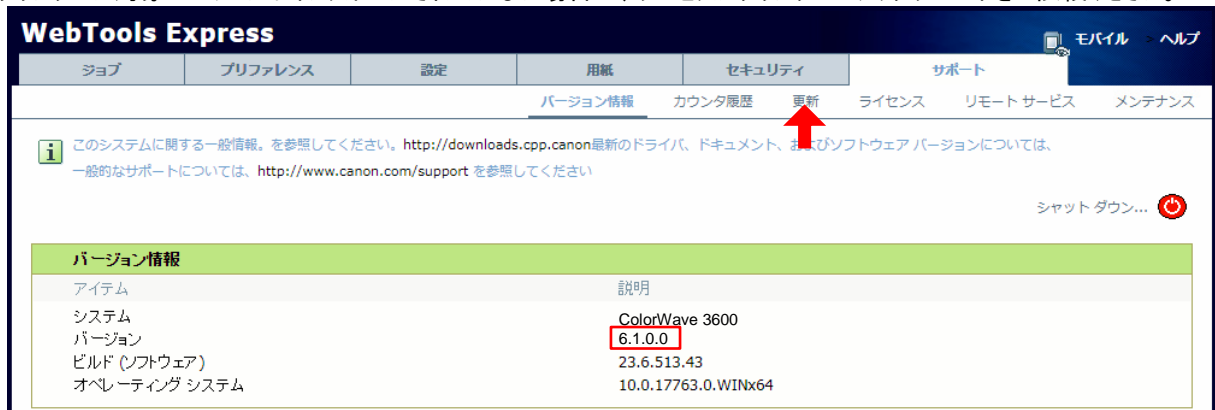 WebTools Express
モバイル ヘルプ
ジョブ プリファレンス 設定 用紙 セキュリティ サポート
バージョン情報 カウンタ履歴 更新 ライセンス リモート サービス メンテナンス
このシステムに関する一般情報。を参照してください。http://downloads.cpp.canon最新のドライバ、ドキュメント、およびソフトウェア バージョンについては、
一般的なサポートについては、http://www.canon.com/support を参照してください
シャット ダウン...
バージョン情報
アイテム 説明
システム ColorWave 3600
バージョン 6.1.0.0
ビルド (ソフトウェア) 23.6.513.43
オペレーティング システム 10.0.17763.0.WINx64